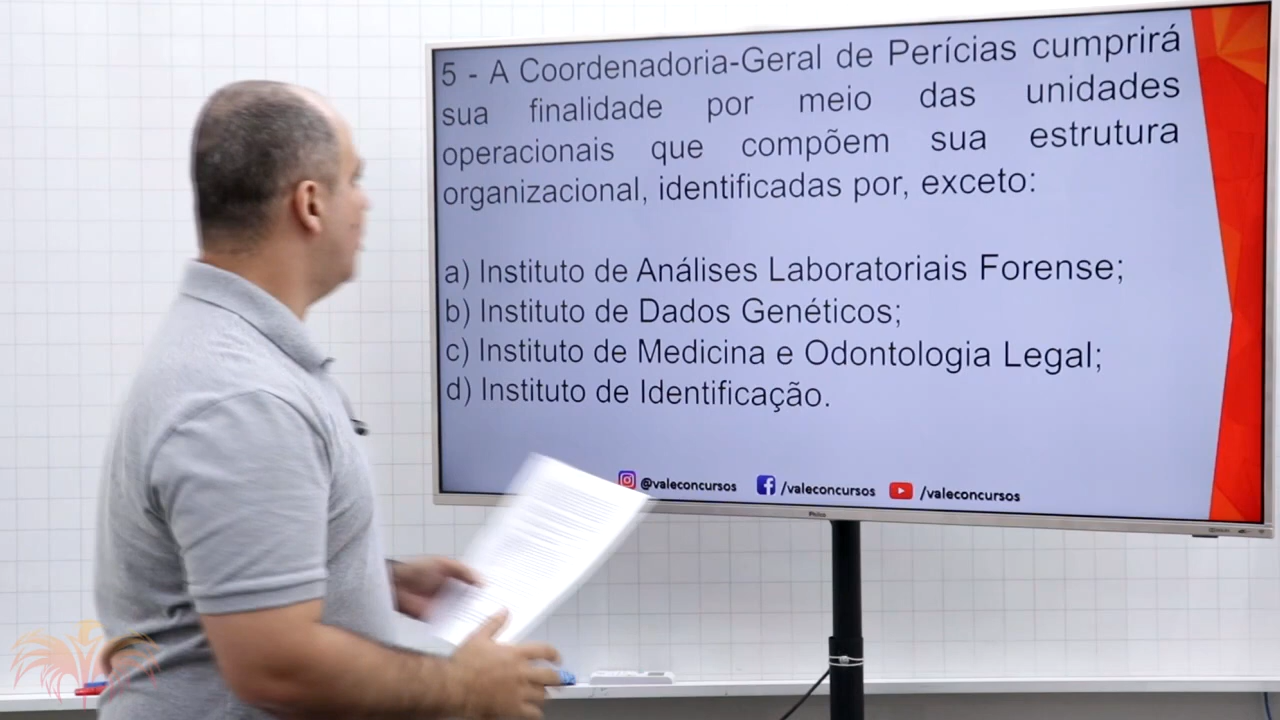 5 - A Coordenadoria-Geral de Perícias cumprirá
sua finalidade por meio das unidades
operacionais que compõem sua estrutura
organizacional, identificadas por, exceto:
a) Instituto de Análises Laboratoriais Forense;
b) Instituto de Dados Genéticos;
c) Instituto de Medicina e Odontologia Legal;
d) Instituto de Identificação.
@valeconcursos /valeconcursos /valeconcursos
Philco